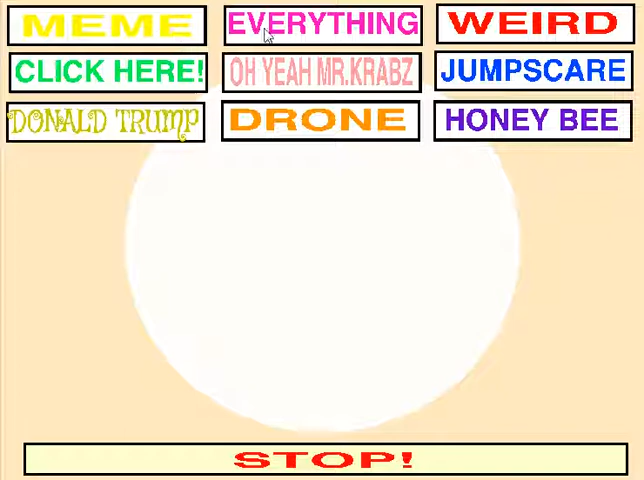 MEME EVERYTHING WEIRD
CLICK HERE! OH YEAH MR.KRABZ JUMPSCARE
DONALD TRUMP DRONE HONEY BEE
STOP!